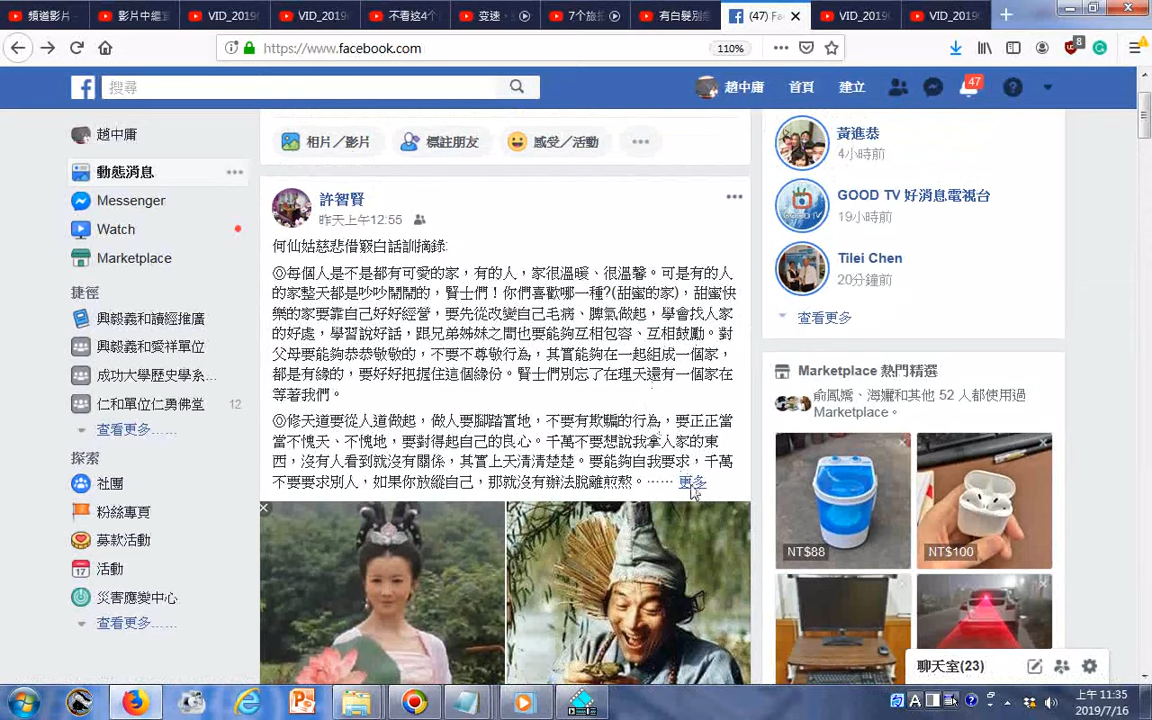 頻道影片
影片中繼
VID_2019
VID_2019
不看这4个
变速
7个旅
有白髮別
(47) Fa
VID_2019
VID_2019
https://www.facebook.com
110%
8
搜尋
趙中庸
首頁
建立
47
趙中庸
動態消息
Messenger
Watch
Marketplace
捷徑
興毅義和讀經推廣
興毅義和愛祥單位
成功大學歷史學系...
仁和單位仁勇佛堂 12
查看更多……
探索
社團
粉絲專頁
募款活動
17 活動
災害應變中心
查看更多……
相片／影片
標註朋友
感受／活動
許智賢
昨天上午12:55
何仙姑慈悲借竅白話訓摘錄:
◎每個人是不是都有可愛的家，有的人，家很溫暖、很溫馨。可是有的人
的家整天都是吵吵鬧鬧的，賢士們！你們喜歡哪一種?(甜蜜的家)，甜蜜快
樂的家要靠自己好好經營，要先從改變自己毛病、脾氣做起，學會找人家
的好處，學習說好話，跟兄弟姊妹之間也要能夠互相包容、互相鼓勵。對
父母要能夠恭恭敬敬的，不要不尊敬行為，其實能夠在一起組成一個家，
都是有緣的，要好好把握住這個緣份。賢士們別忘了在理天還有一個家在
等著我們。
◎修天道要從人道做起，做人要腳踏實地，不要有欺騙的行為，要正正當
當不愧天、不愧地，要對得起自己的良心。千萬不要想說我拿人家的東
西，沒有人看到就沒有關係，其實上天清清楚楚。要能夠自我要求，千萬
不要要求別人，如果你放縱自己，那就沒有辦法脫離煎熬。…… 更多
黃進恭
4小時前
GOOD TV 好消息電視台
19小時前
Tilei Chen
20分鐘前
查看更多
Marketplace 熱門精選
俞鳳嬌、海孋和其他 52 人都使用過
Marketplace。
NT$88
NT$100
聊天室(23)
上午 11:35
2019/7/16